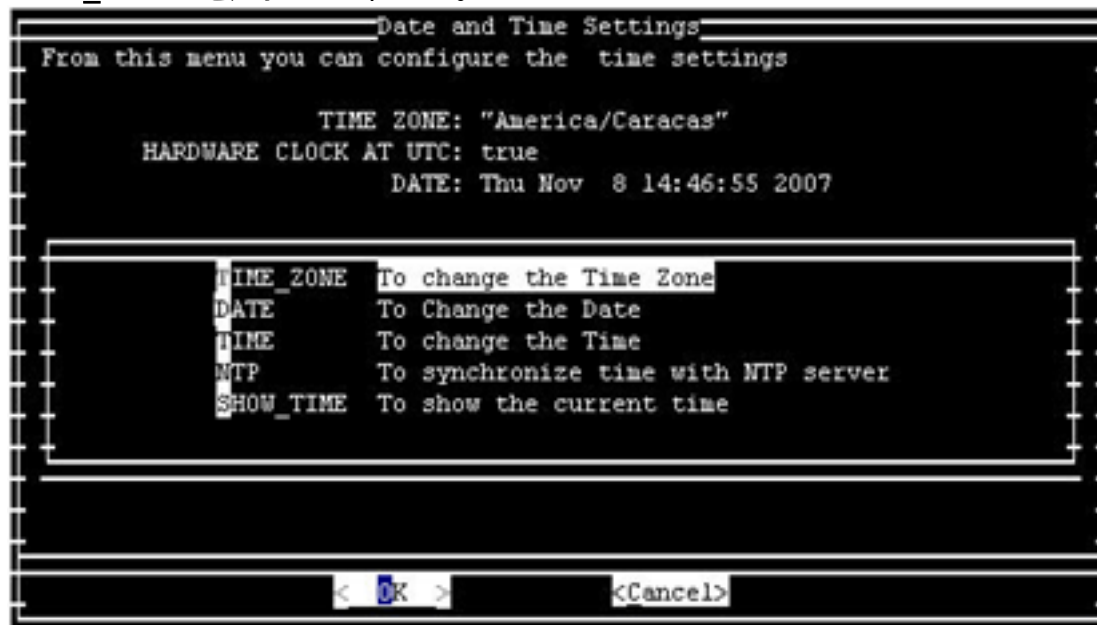 Date and Time Settings
From this menu you can configure the time settings
TIME ZONE: "America/Caracas"
HARDWARE CLOCK AT UTC: true
DATE: Thu Nov 8 14:46:55 2007
TIME_ZONE To change the Time Zone
DATE To Change the Date
TIME To change the Time
NTP To synchronize time with NTP server
SHOW_TIME To show the current time
< OK > <Cancel>